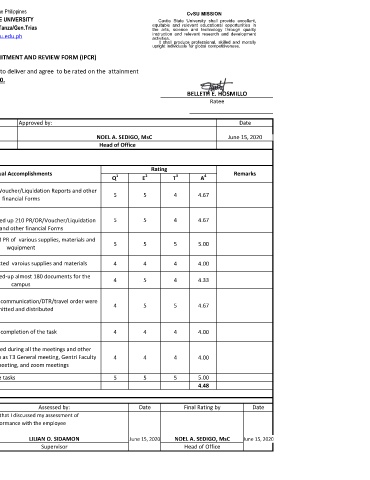 Philippines
CvSU MISSION
E UNIVERSITY
Tanza/Gen.Trias
su.edu.ph
Cavite State University shall provide excellent,
equitable and relevant educational opportunities in
the arts, science and technology through quality
instruction and relevant research and development
activities.
It shall produce professional, skilled and morally
upright individuals for global competitiveness.
MITMENT AND REVIEW FORM (IPCR)
to deliver and agree to be rated on the attainment
BELLETH E. HOSMILLO
Ratee
Approved by:
Date
NOEL A. SEDIGO, MsC
June 15, 2020
Head of Office
Rating
al Accomplishments
Remarks
Q1 E2 T3 A4
Voucher/Liquidation Reports and other
financial Forms
5 5 4 4.67
ed up 210 PR/OR/Voucher/Liquidation
and other financial Forms
5 5 4 4.67
PR of various supplies, materials and
wquipment
5 5 5 5.00
ted varoius supplies and materials
4 4 4 4.00
ed-up almost 180 documents for the
campus
4 5 4 4.33
communication/DTR/travel order were
mitted and distributed
4 5 5 4.67
completion of the task
4 4 4 4.00
ed during all the meetings and other
as T3 General meeting, Gentri Faculty
meeting, and zoom meetings
4 4 4 4.00
tasks
5 5 5 5.00
4.48
Assessed by:
Date
Final Rating by
Date
that I discussed my assessment of
formance with the employee
LILIAN O. SIDAMON
June 15, 2020
NOEL A. SEDIGO, MsC
June 15, 2020
Supervisor
Head of Office